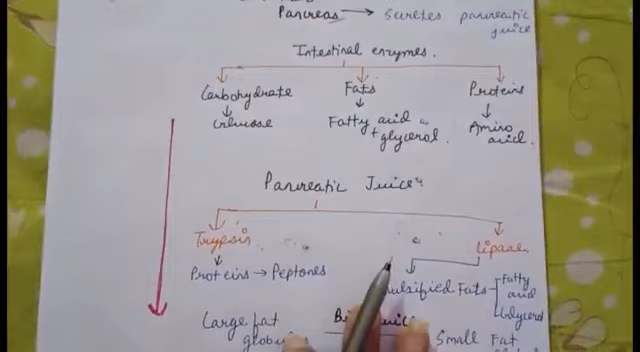 Pancreas → Secretes pancreatic
juice
Intestinal enzymes.
Carbohydrate Fats Proteins
Glucose Fatty acid Amino
+ glycerol. acid.
Pancreatic Juice
Trypsin Lipase
Proteins → Peptones Fats Fatty
acid
Glycerol
Large fat Small Fat